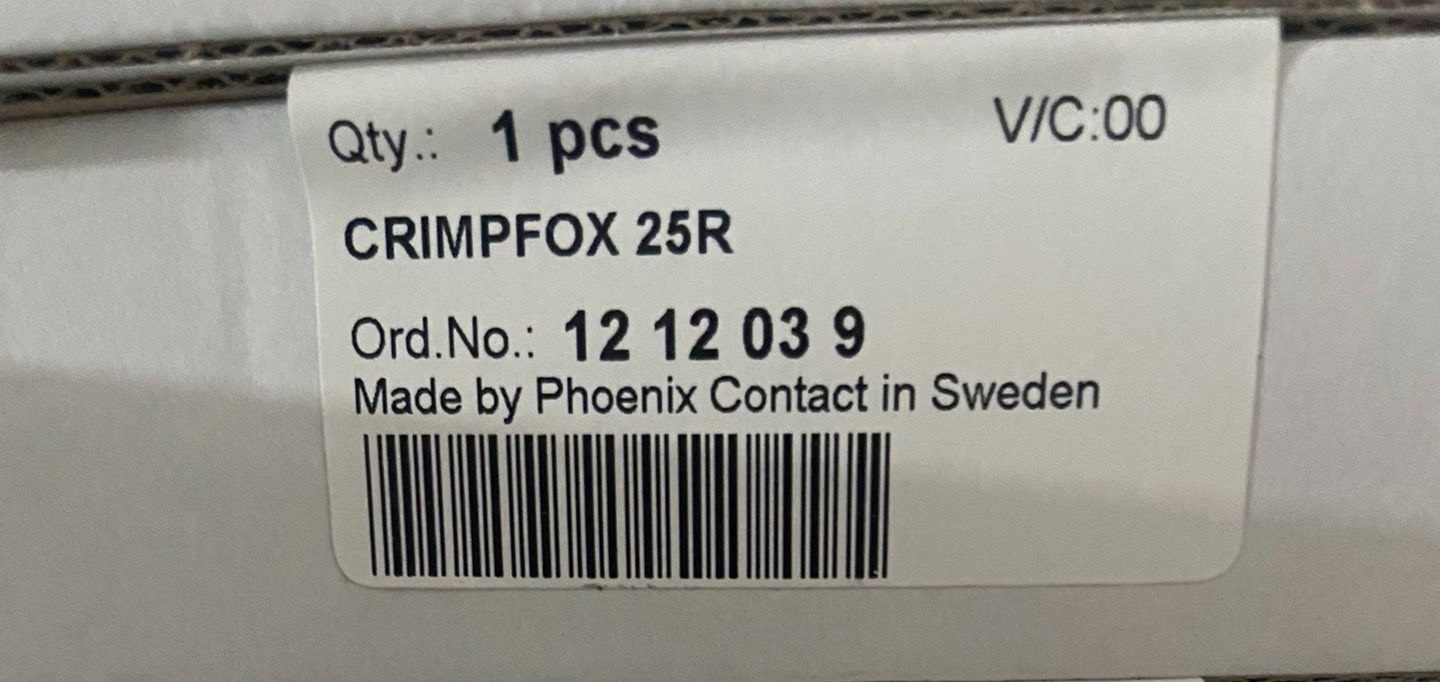 Qty.: 1 pcs V/C:00
CRIMPFOX 25R
Ord.No.: 12 12 03 9
Made by Phoenix Contact in Sweden